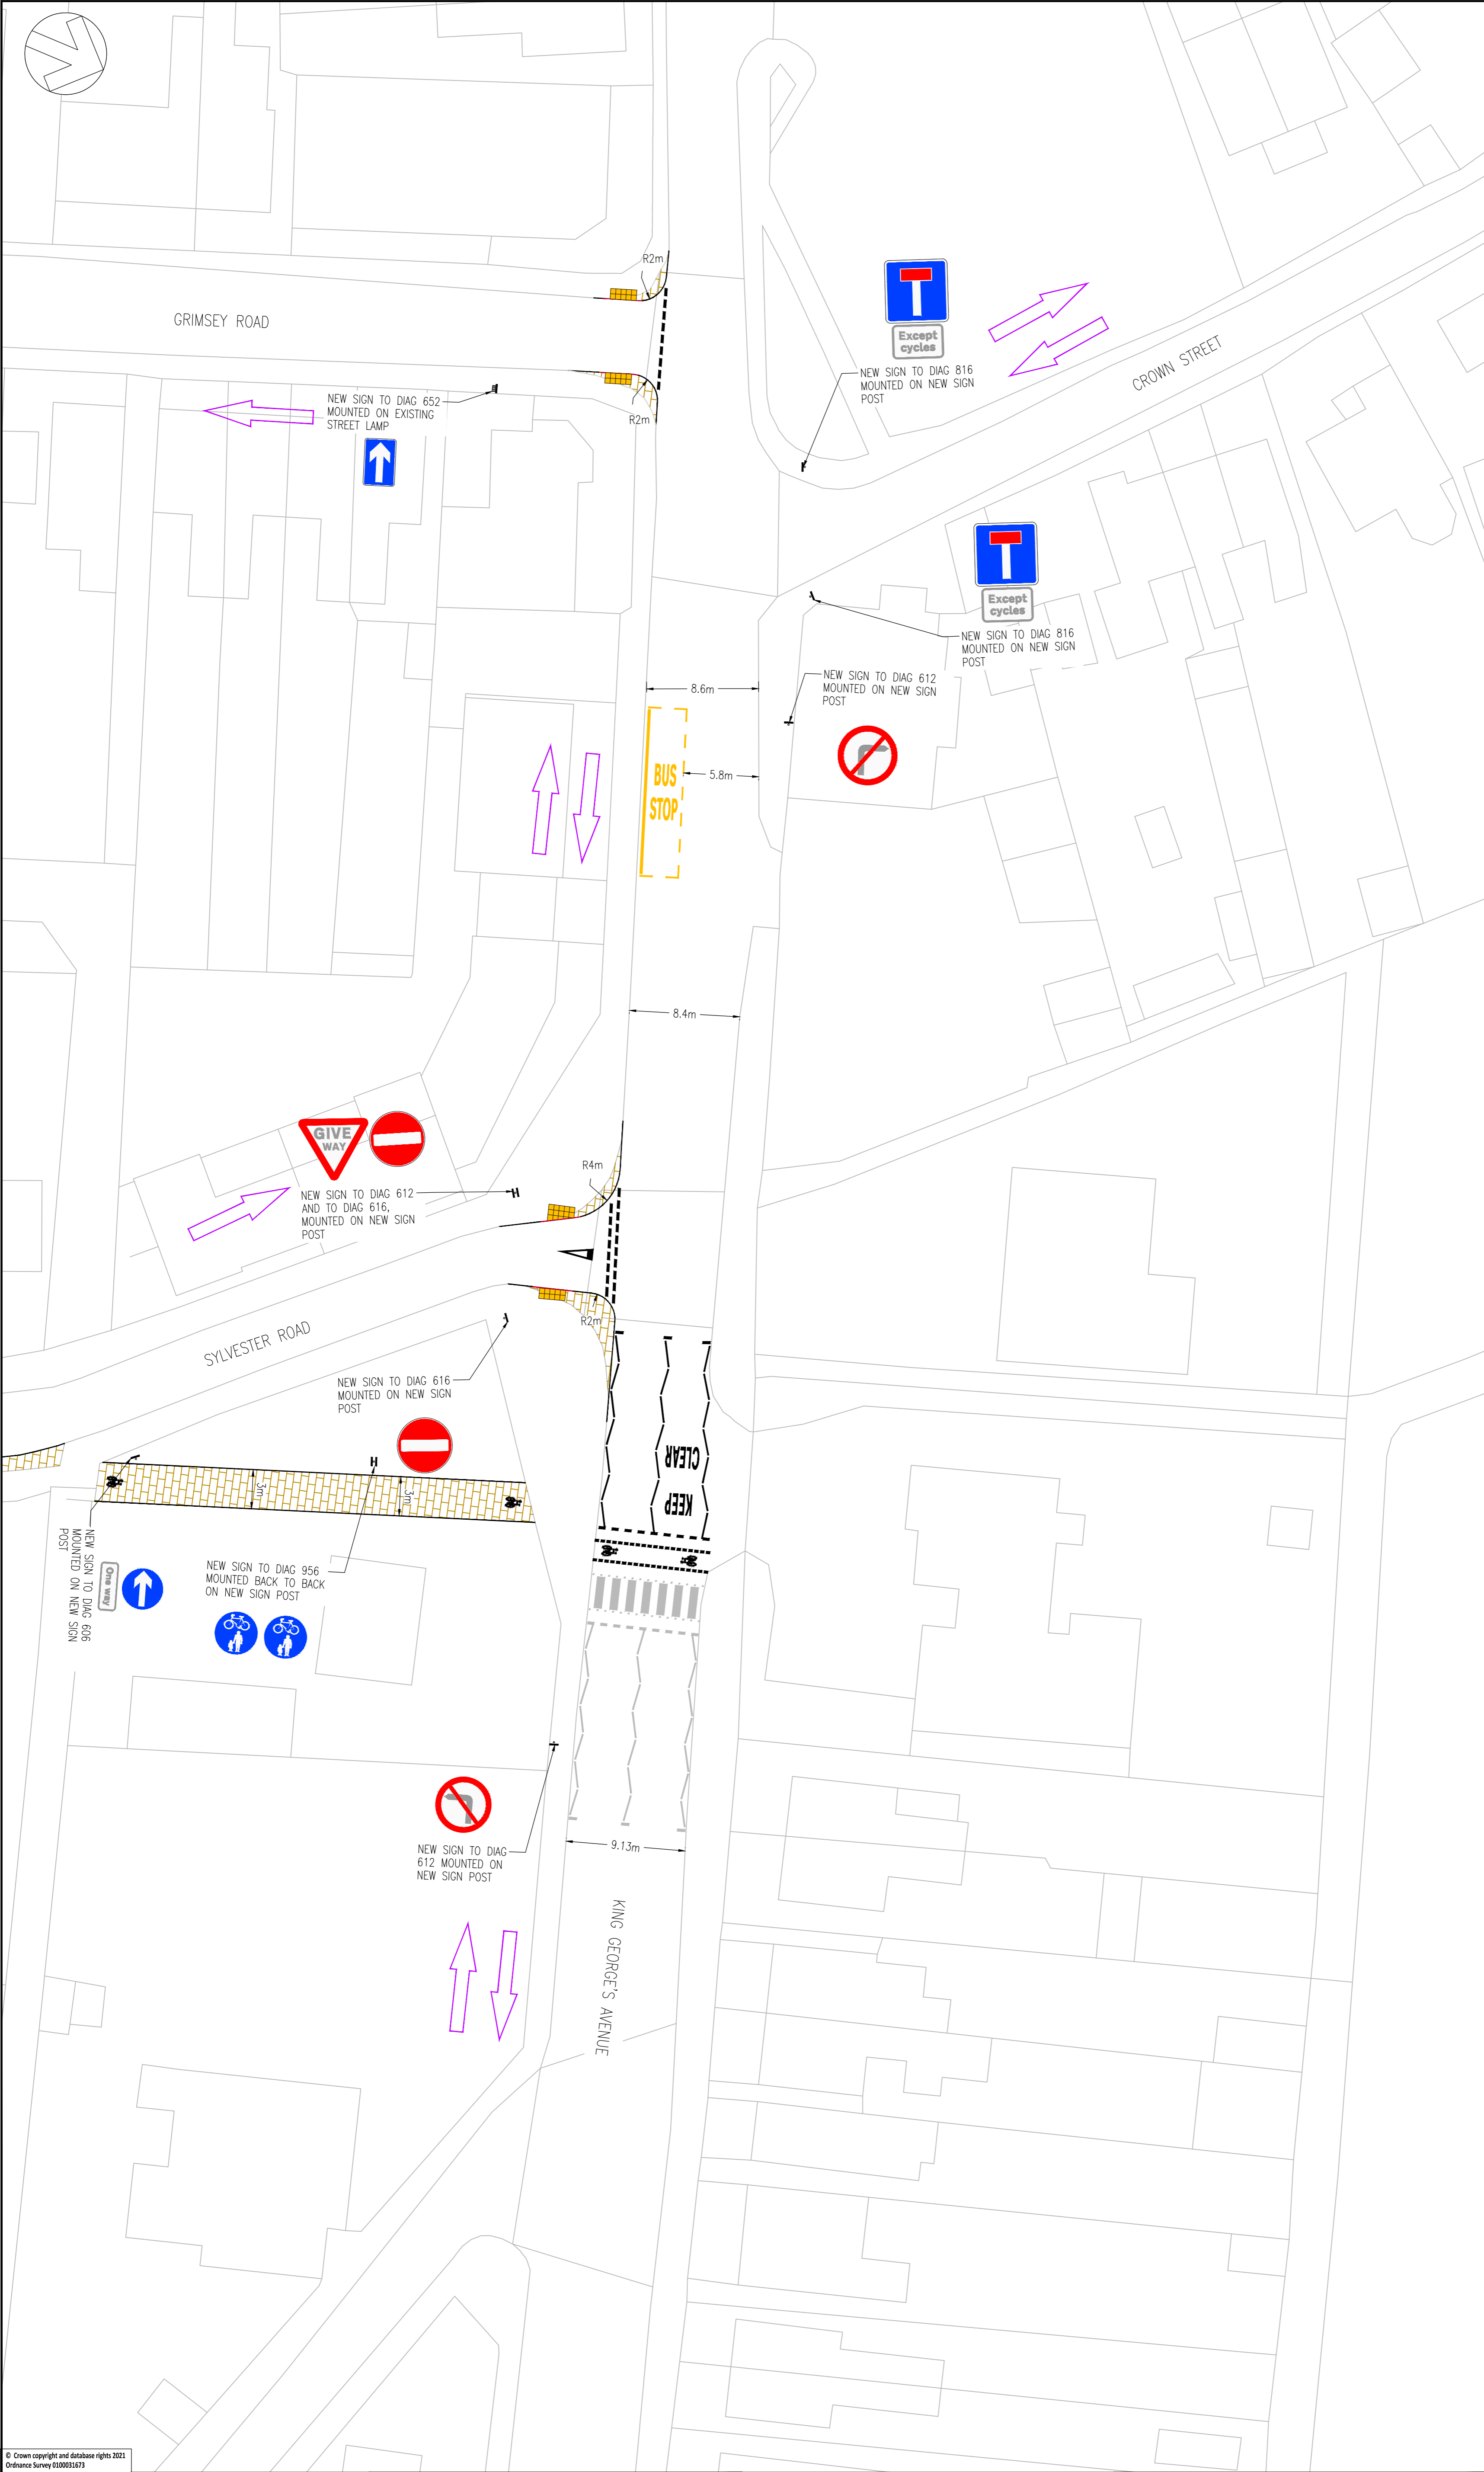 R2m
GRIMSEY ROAD
Except
cycles
NEW SIGN TO DIAG 816
MOUNTED ON NEW SIGN
POST
CROWN STREET
NEW SIGN TO DIAG 652
MOUNTED ON EXISTING
STREET LAMP
R2m
Except
cycles
NEW SIGN TO DIAG 816
MOUNTED ON NEW SIGN
POST
8.6m
NEW SIGN TO DIAG 612
MOUNTED ON NEW SIGN
POST
BUS
STOP
5.8m
8.4m
GIVE
WAY
R4m
NEW SIGN TO DIAG 612
AND TO DIAG 616,
MOUNTED ON NEW SIGN
POST
R2m
SYLVESTER ROAD
NEW SIGN TO DIAG 616
MOUNTED ON NEW SIGN
POST
KEEP
CLEAR
3m
3m
NEW SIGN TO DIAG 606
MOUNTED ON NEW SIGN
POST
One way
NEW SIGN TO DIAG 956
MOUNTED BACK TO BACK
ON NEW SIGN POST
NEW SIGN TO DIAG
612 MOUNTED ON
NEW SIGN POST
9.13m
KING GEORGE'S AVENUE
© Crown copyright and database rights 2021
Ordnance Survey 0100031673